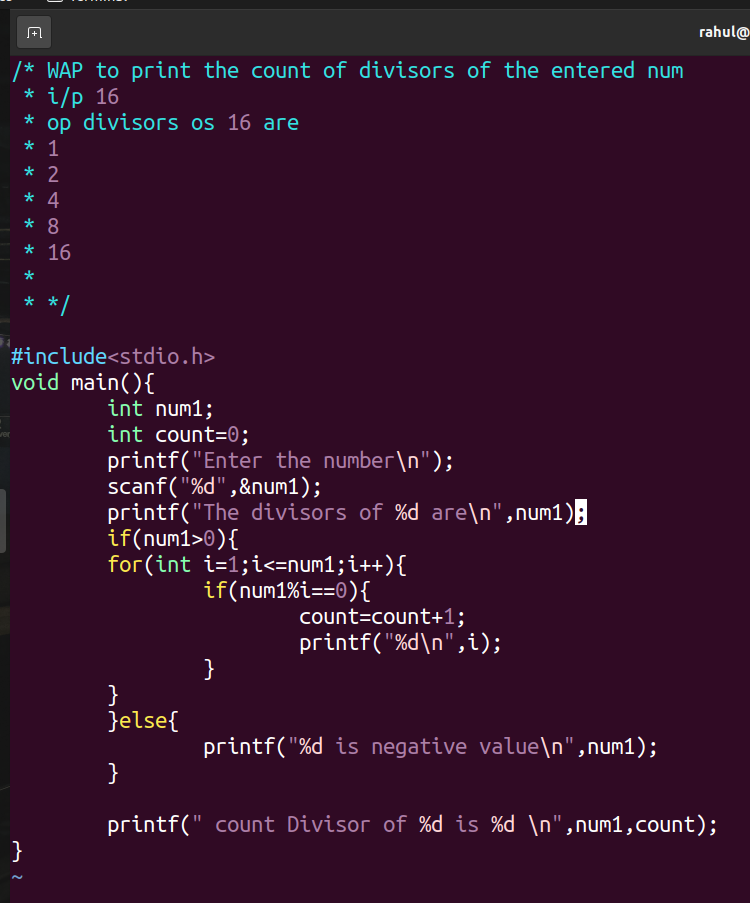 rahul@
/* WAP to print the count of divisors of the entered num
 * i/p 16
 * op divisors os 16 are
 * 1
 * 2
 * 4
 * 8
 * 16
 *
 * */
#include<stdio.h>
void main(){
        int num1;
        int count=0;
        printf("Enter the number\n");
        scanf("%d",&num1);
        printf("The divisors of %d are\n",num1);
        if(num1>0){
        for(int i=1;i<=num1;i++){
                if(num1%i==0){
                        count=count+1;
                        printf("%d\n",i);
                }
        }
        }else{
                printf("%d is negative value\n",num1);
        }
        printf(" count Divisor of %d is %d \n",num1,count);
}
~